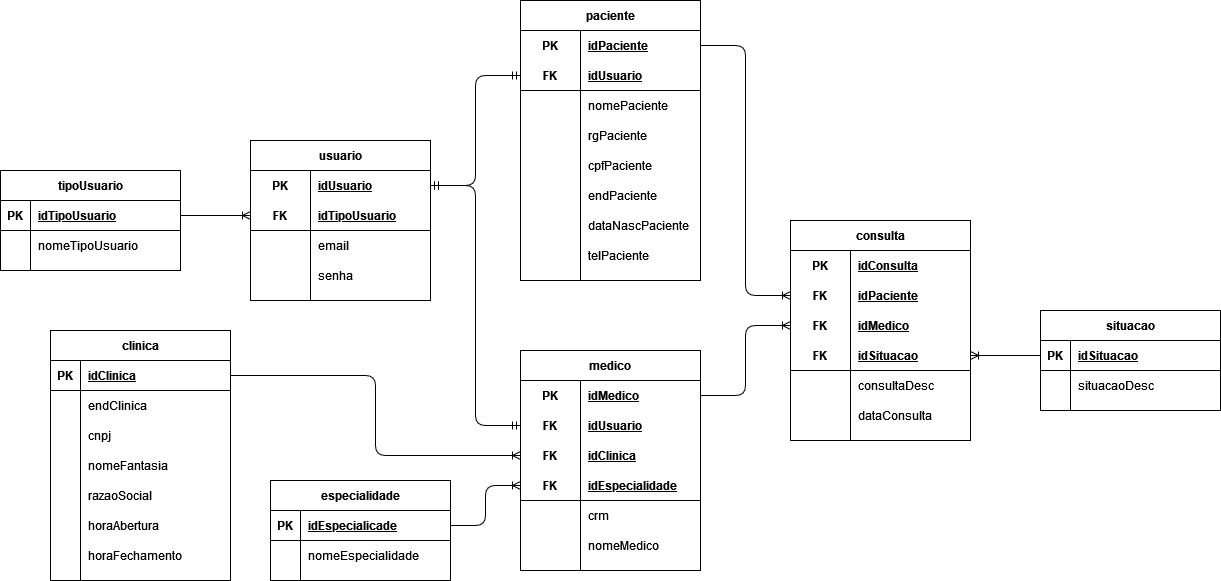 paciente
PK idPaciente
FK idUsuario
nomePaciente
rgPaciente
cpfPaciente
endPaciente
dataNascPaciente
telPaciente
usuario
PK idUsuario
FK idTipoUsuario
email
senha
tipoUsuario
PK idTipoUsuario
nomeTipoUsuario
consulta
PK idConsulta
FK idPaciente
FK idMedico
FK idSituacao
consultaDesc
dataConsulta
situacao
PK idSituacao
situacaoDesc
clinica
PK idClinica
endClinica
cnpj
nomeFantasia
razaoSocial
horaAbertura
horaFechamento
medico
PK idMedico
FK idUsuario
FK idClinica
FK idEspecialidade
crm
nomeMedico
especialidade
PK idEspecialicade
nomeEspecialidade